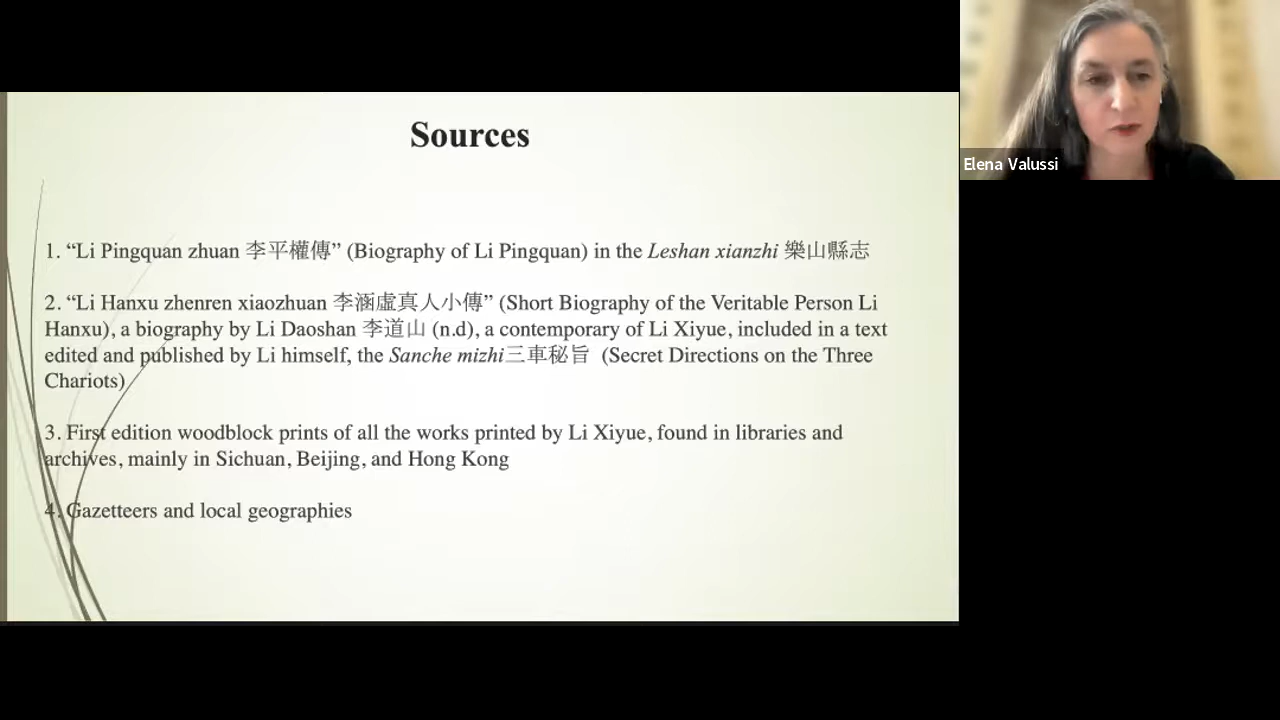 Sources
1. “Li Pingquan zhuan 李平權傳” (Biography of Li Pingquan) in the Leshan xianzhi 樂山縣志
2. “Li Hanxu zhenren xiaozhuan 李涵虛真人小傳” (Short Biography of the Veritable Person Li
Hanxu), a biography by Li Daoshan 李道山 (n.d), a contemporary of Li Xiyue, included in a text
edited and published by Li himself, the Sanche mizhi三車秘旨 (Secret Directions on the Three
Chariots)
3. First edition woodblock prints of all the works printed by Li Xiyue, found in libraries and
archives, mainly in Sichuan, Beijing, and Hong Kong
4. Gazetteers and local geographies
Elena Valussi